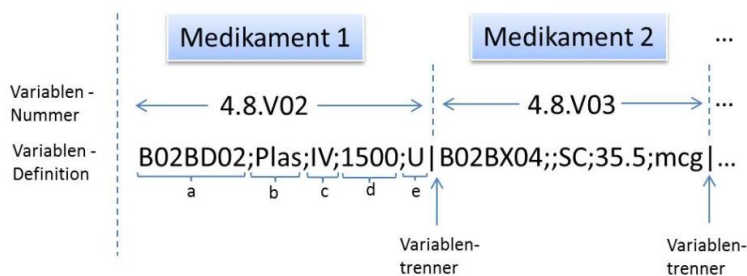 Medikament 1 Medikament 2 ...
Variablen -
Nummer
4.8.V02 4.8.V03 ...
Variablen -
Definition
B02BD02;Plas;IV;1500;U|B02BX04;;SC;35.5;mcg|...
a b c d e
Variablen-
trenner
Variablen-
trenner